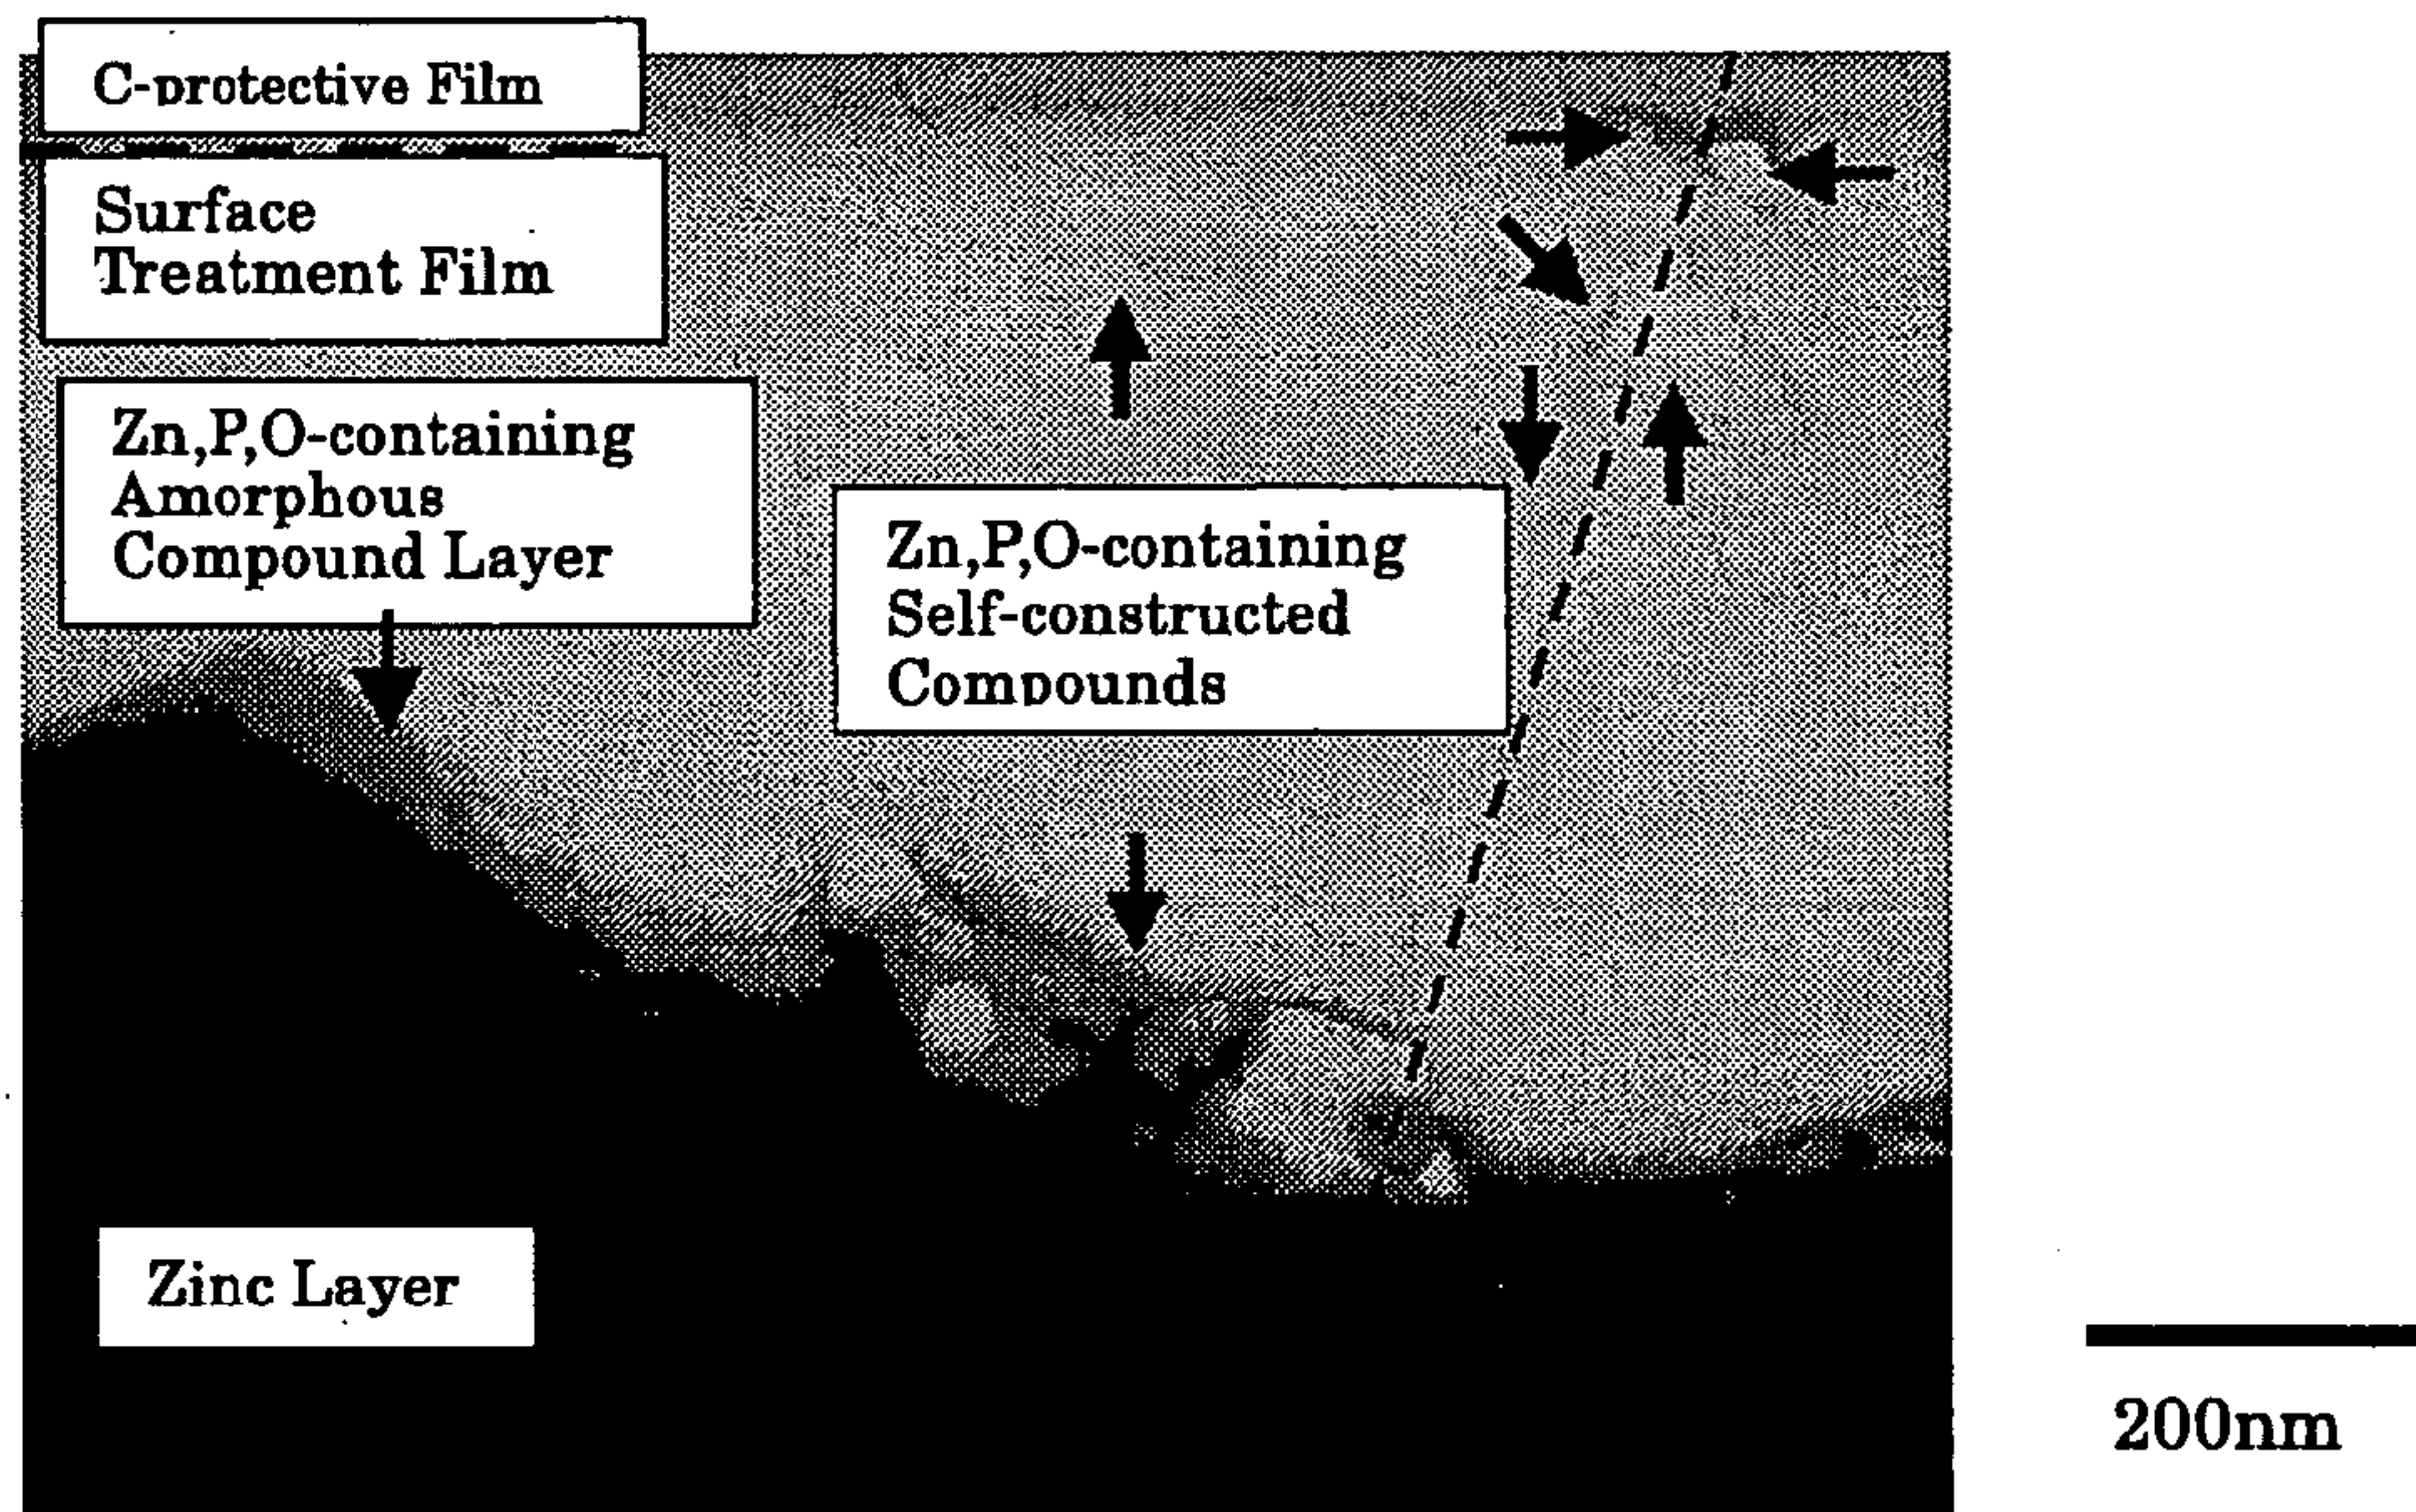 C-protective Film
Surface
Treatment Film
Zn,P,O-containing
Amorphous
Compound Layer
Zn,P,O-containing
Self-constructed
Compounds
Zinc Layer
200nm